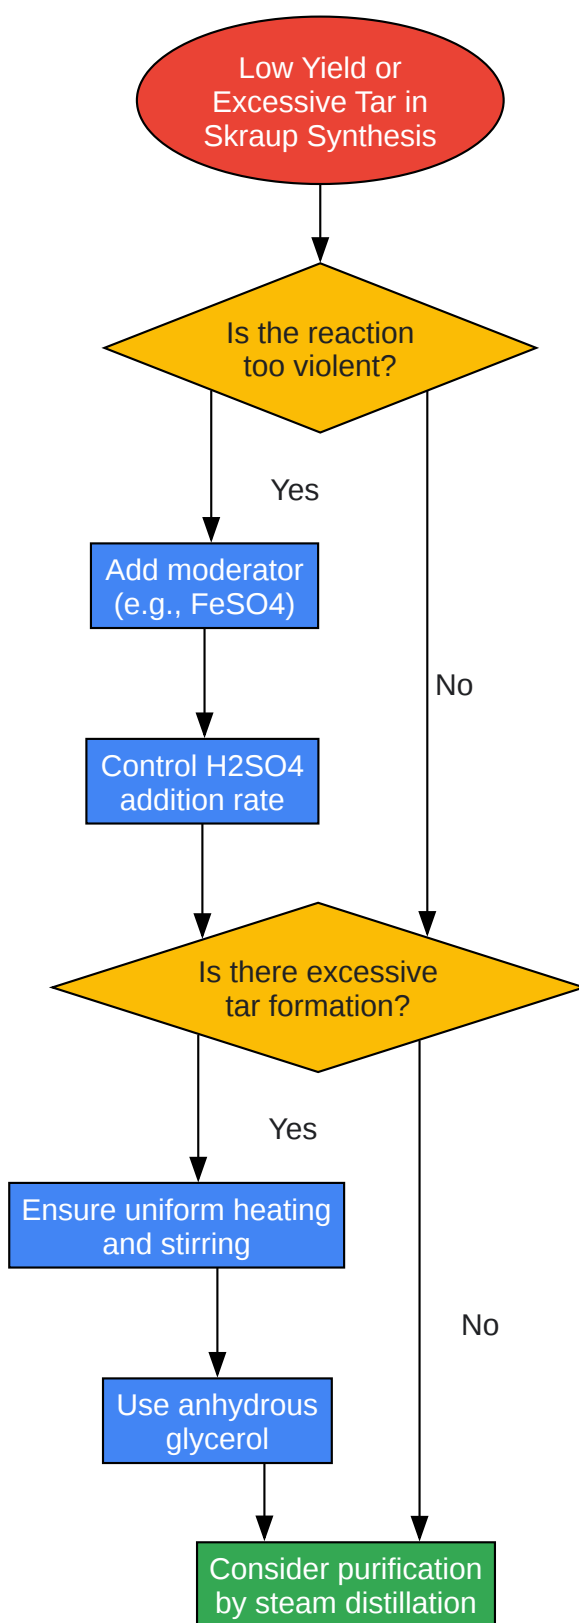 Low Yield or
Excessive Tar in
Skraup Synthesis
Is the reaction
too violent?
Yes
Add moderator
(e.g., FeSO4)
No
Control H2SO4
addition rate
Is there excessive
tar formation?
Yes
Ensure uniform heating
and stirring
No
Use anhydrous
glycerol
Consider purification
by steam distillation